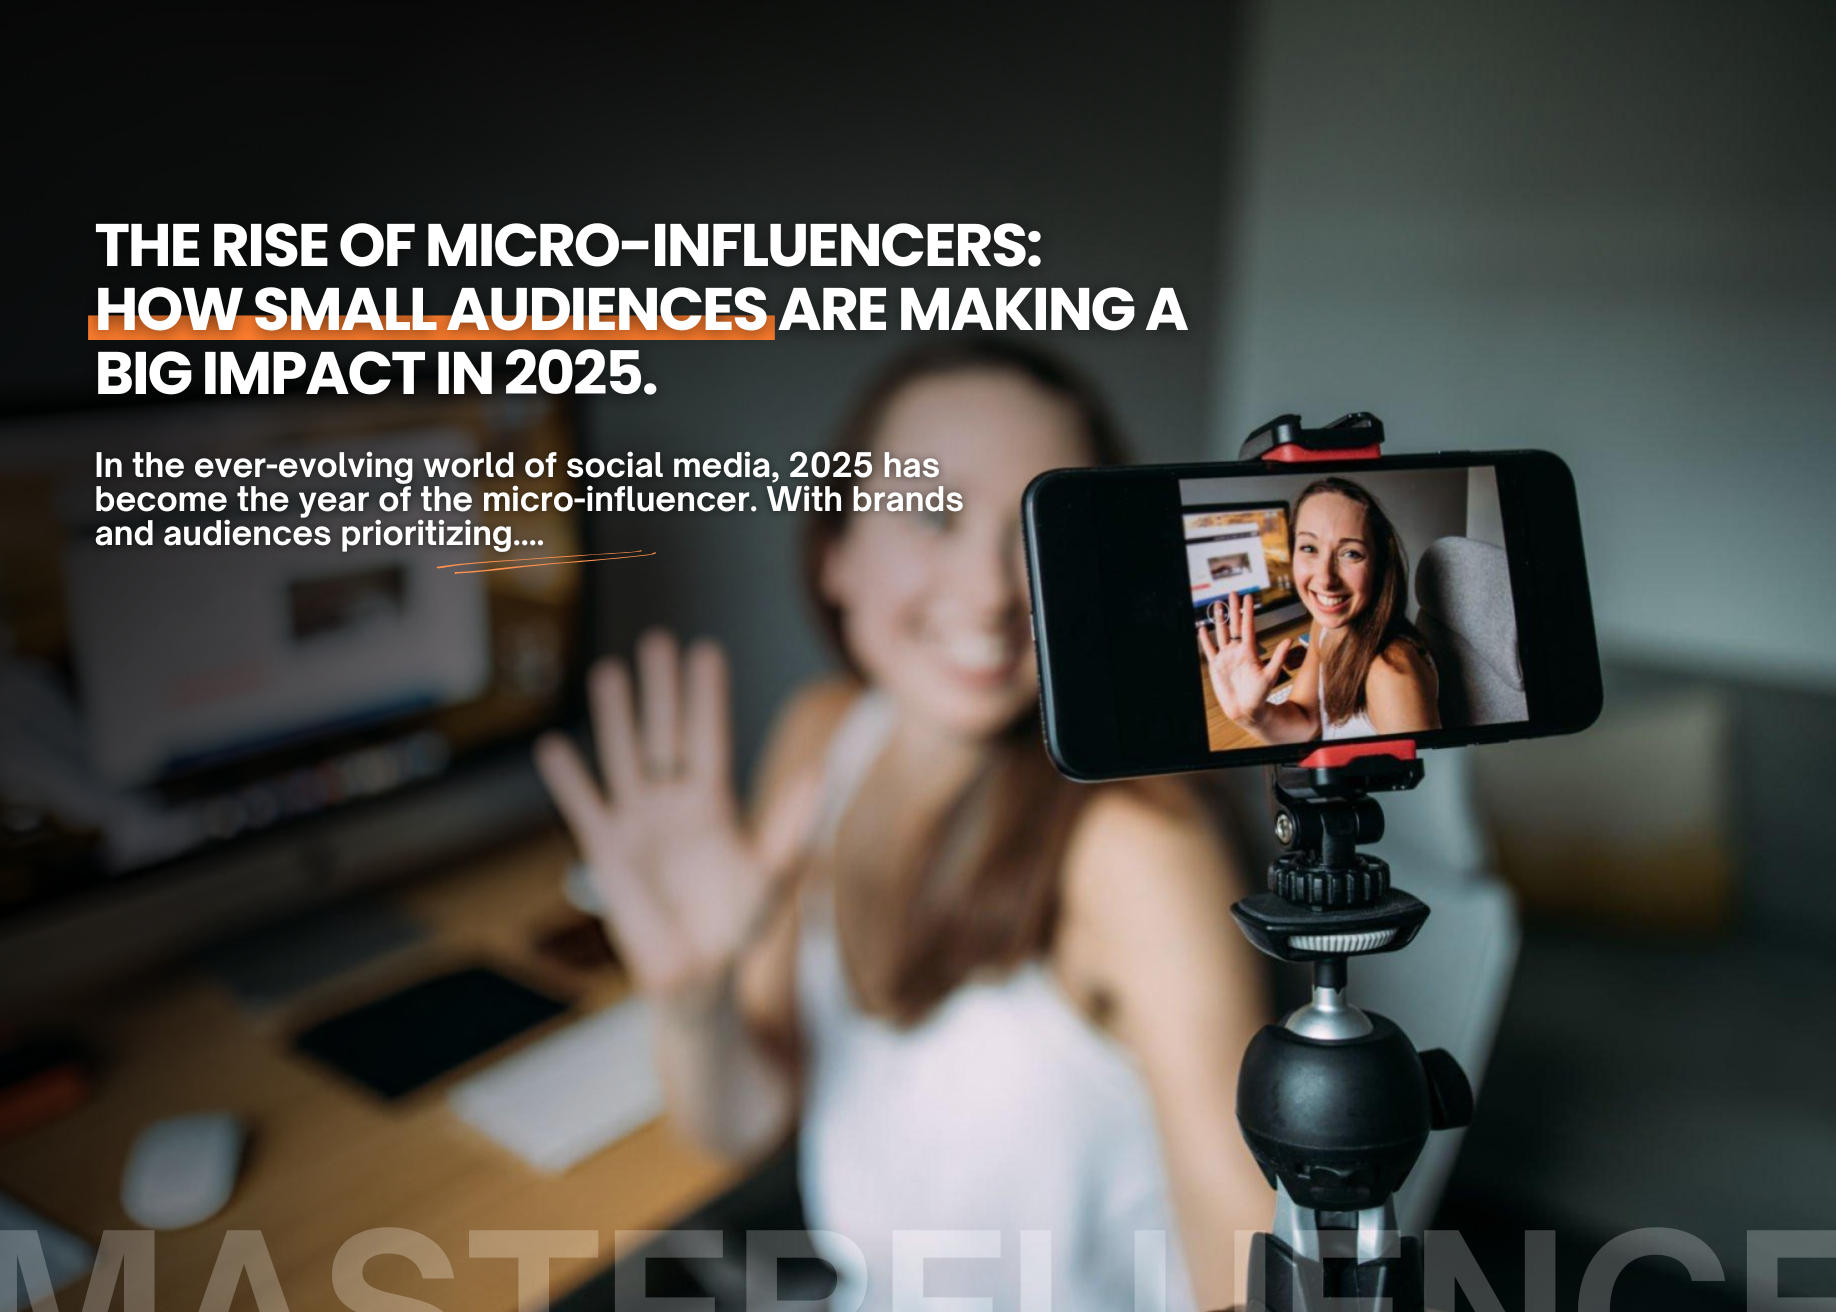 THE RISE OF MICRO-INFLUENCERS:
HOW SMALL AUDIENCES ARE MAKING A
BIG IMPACT IN 2025.
In the ever-evolving world of social media, 2025 has
become the year of the micro-influencer. With brands
and audiences prioritizing....
MASTERFLUENCE